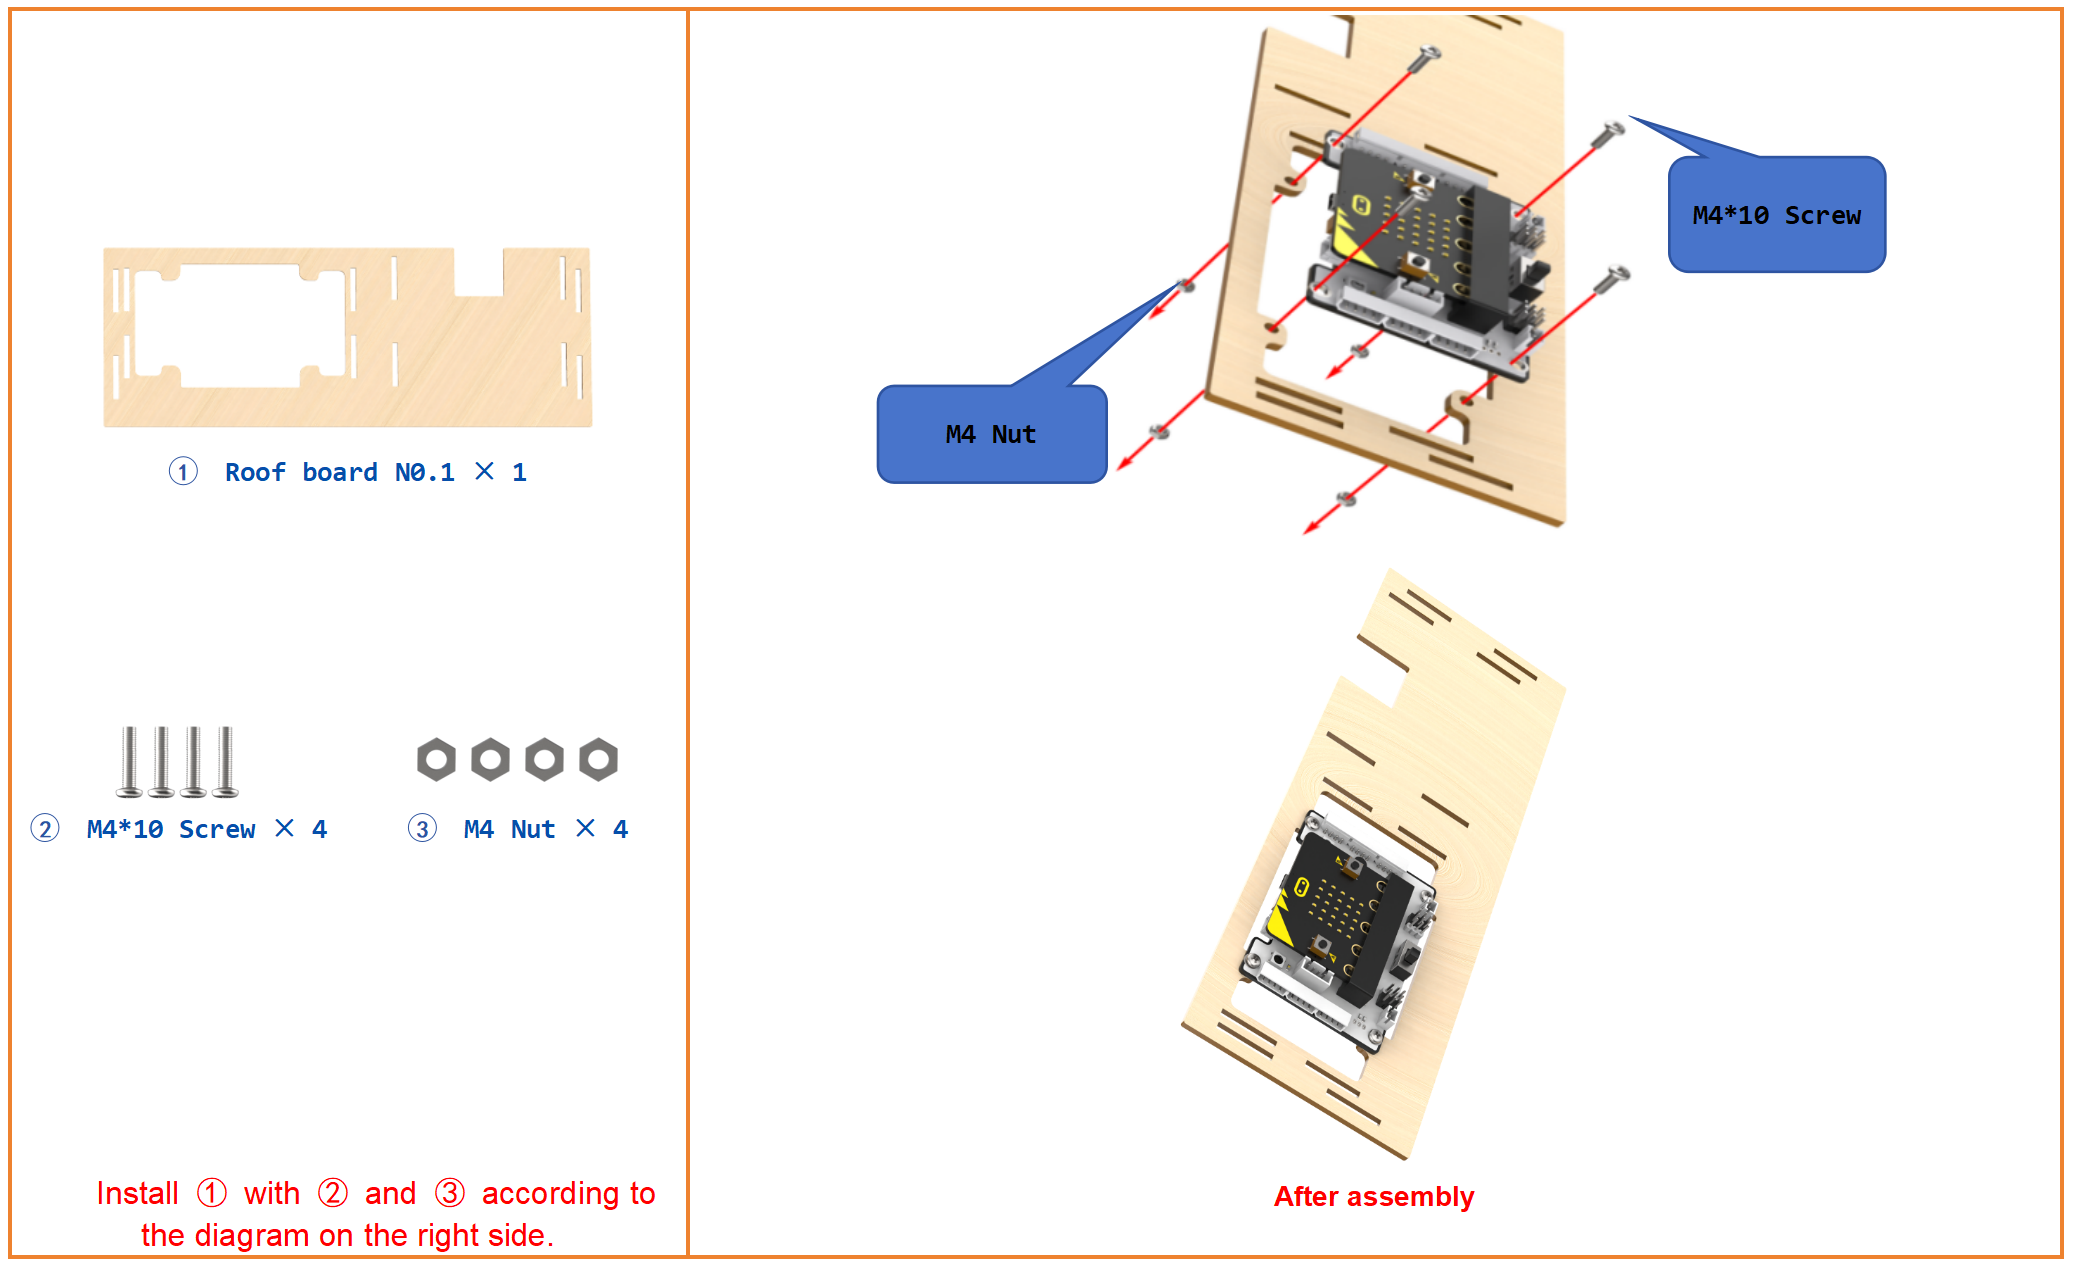 ① Roof board N0.1 × 1
② M4*10 Screw × 4
③ M4 Nut × 4
Install ① with ② and ③ according to
the diagram on the right side.
M4*10 Screw
M4 Nut
After assembly